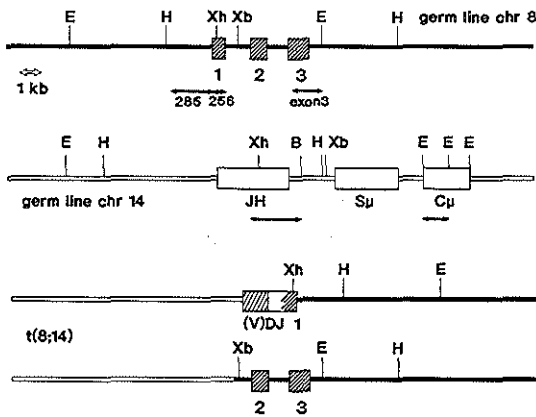 E H Xh Xb E H germ line chr 8
1 2 3
1 kb
285 256 exon3
E H Xh B H Xb E E E
germ line chr 14 JH Sμ Cμ
Xh H E
(V)DJ 1
t(8;14)
Xb E H
2 3